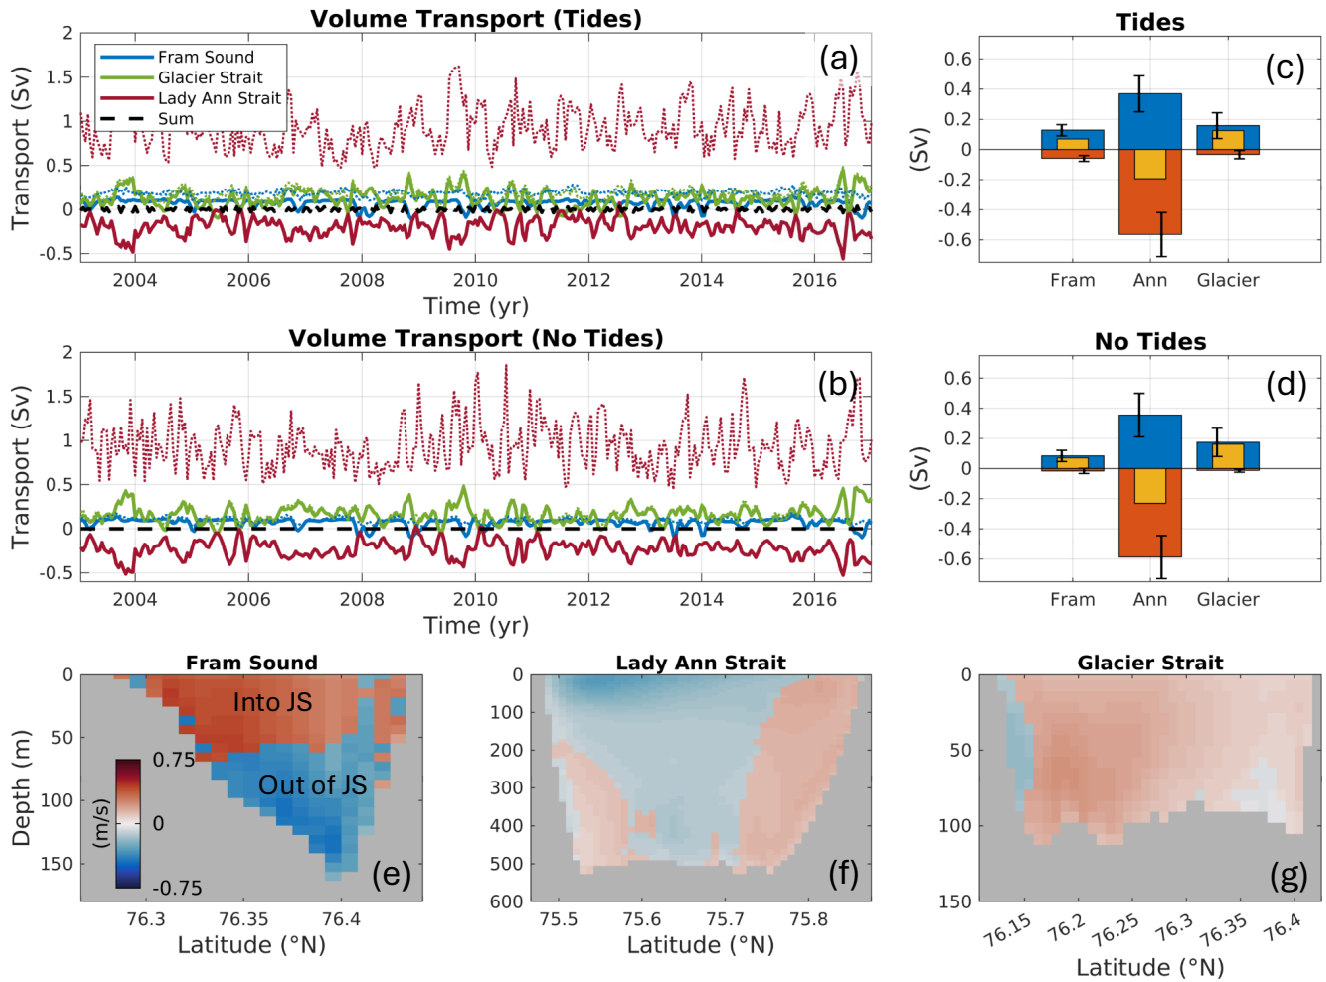 Volume Transport (Tides)
Transport (Sv)
2
1.5
1
0.5
0
-0.5
Fram Sound
Glacier Strait
Lady Ann Strait
Sum
(a)
2004 2006 2008 2010 2012 2014 2016
Time (yr)
Tides
(Sv)
0.6
0.4
0.2
0
-0.2
-0.4
-0.6
(c)
Fram Ann Glacier
Volume Transport (No Tides)
Transport (Sv)
2
1.5
1
0.5
0
-0.5
(b)
2004 2006 2008 2010 2012 2014 2016
Time (yr)
No Tides
(Sv)
0.6
0.4
0.2
0
-0.2
-0.4
-0.6
(d)
Fram Ann Glacier
Fram Sound
Depth (m)
0
50
100
150
Into JS
Out of JS
0.75
0
-0.75
(m/s)
(e)
76.3 76.35 76.4
Latitude (°N)
Lady Ann Strait
0
100
200
300
400
500
600
(f)
75.5 75.6 75.7 75.8
Latitude (°N)
Glacier Strait
0
50
100
150
(g)
76.15 76.2 76.25 76.3 76.35 76.4
Latitude (°N)